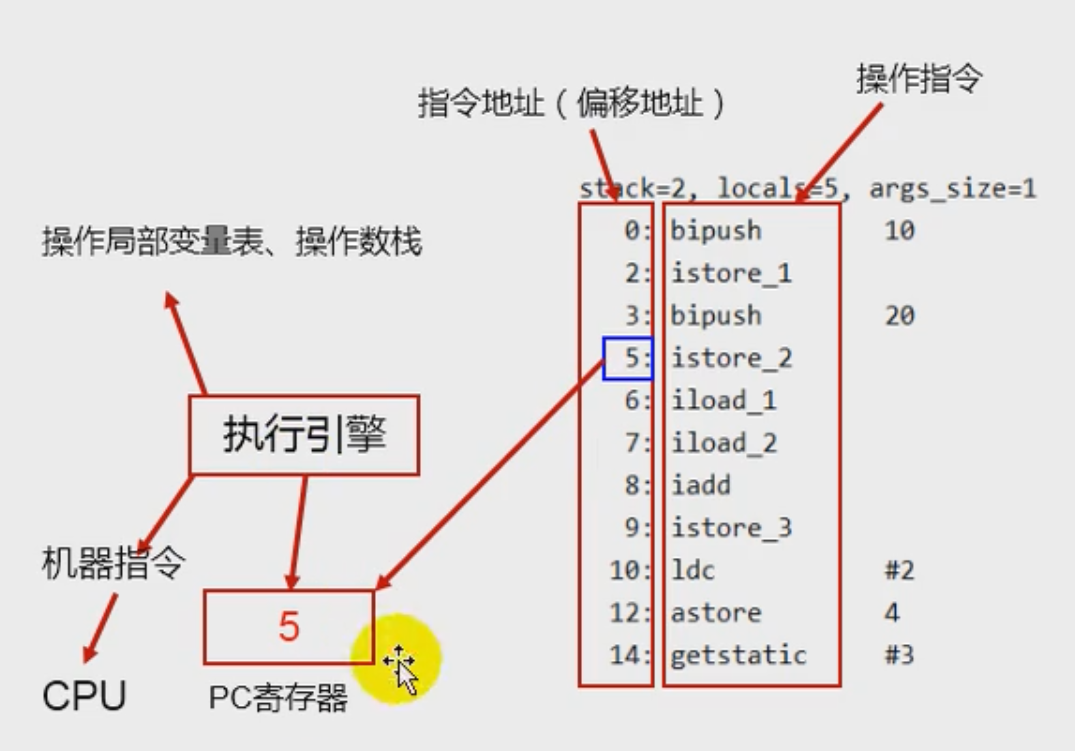 操作指令
指令地址（偏移地址）
stack=2, locals=5, args_size=1
0: bipush 10
2: istore_1
3: bipush 20
5: istore_2
6: iload_1
7: iload_2
8: iadd
9: istore_3
10: ldc #2
12: astore 4
14: getstatic #3
操作局部变量表、操作数栈
执行引擎
机器指令
5
CPU
PC寄存器